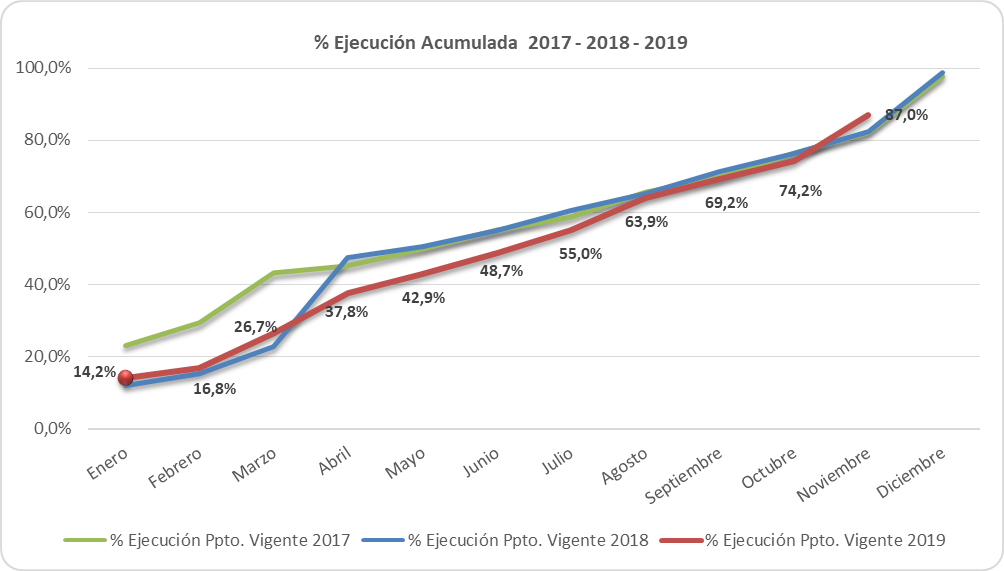 % Ejecución Acumulada 2017 - 2018 - 2019
100,0%
80,0%
60,0%
40,0%
20,0%
0,0%
14,2%
16,8%
26,7%
37,8%
42,9%
48,7%
55,0%
63,9%
69,2%
74,2%
87,0%
Enero
Febrero
Marzo
Abril
Mayo
Junio
Julio
Agosto
Septiembre
Octubre
Noviembre
Diciembre
% Ejecución Ppto. Vigente 2017
% Ejecución Ppto. Vigente 2018
% Ejecución Ppto. Vigente 2019